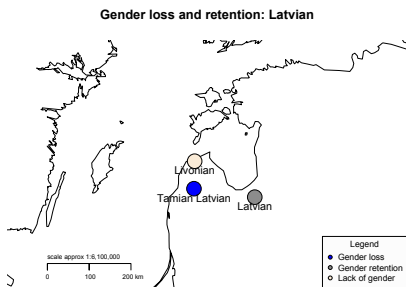 Gender loss and retention: Latvian
Livonian
Tamian Latvian
Latvian
scale approx 1:6,100,000
0 100 200 km
Legend
Gender loss
Gender retention
Lack of gender